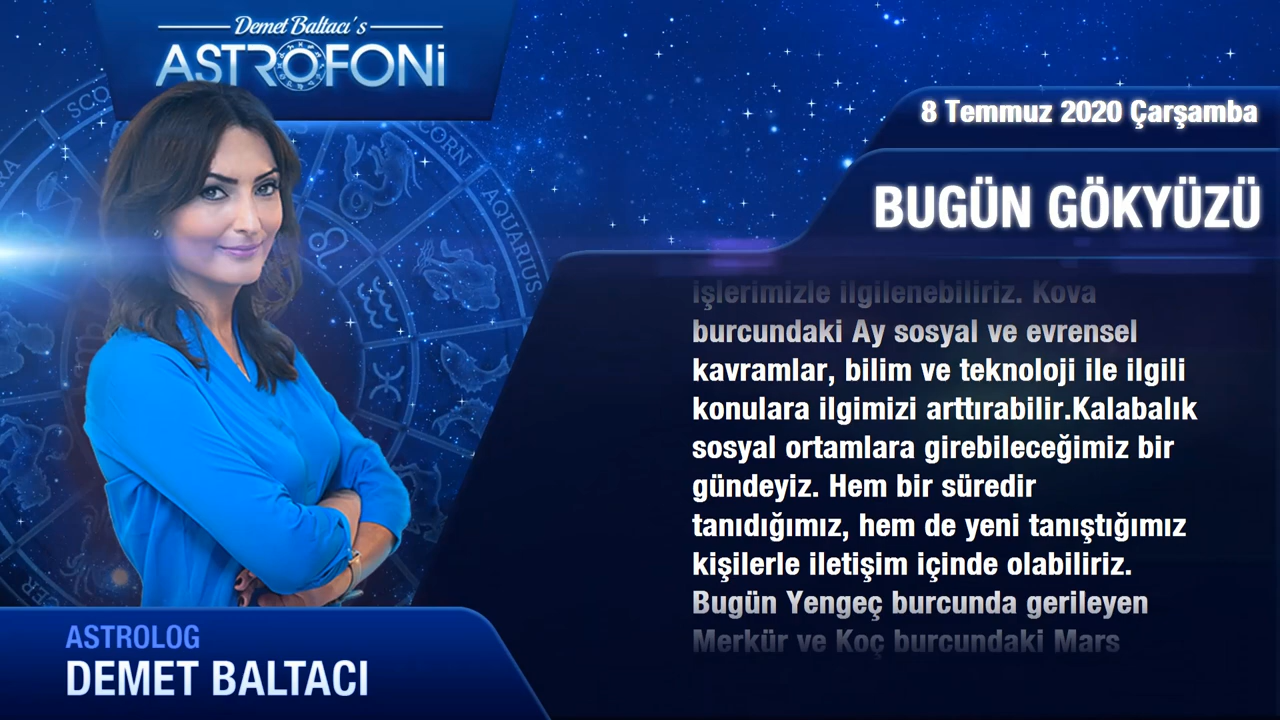 Demet Baltacı's
ASTROFONİ
8 Temmuz 2020 Çarşamba
BUGÜN GÖKYÜZÜ
işlerimizle ilgilenebiliriz. Kova
burcundaki Ay sosyal ve evrensel
kavramlar, bilim ve teknoloji ile ilgili
konulara ilgimizi arttırabilir.Kalabalık
sosyal ortamlara girebileceğimiz bir
gündeyiz. Hem bir süredir
tanıdığımız, hem de yeni tanıştığımız
kişilerle iletişim içinde olabiliriz.
Bugün Yengeç burcunda gerileyen
Merkür ve Koç burcundaki Mars
AQUARIUS
ASTROLOG
DEMET BALTACI